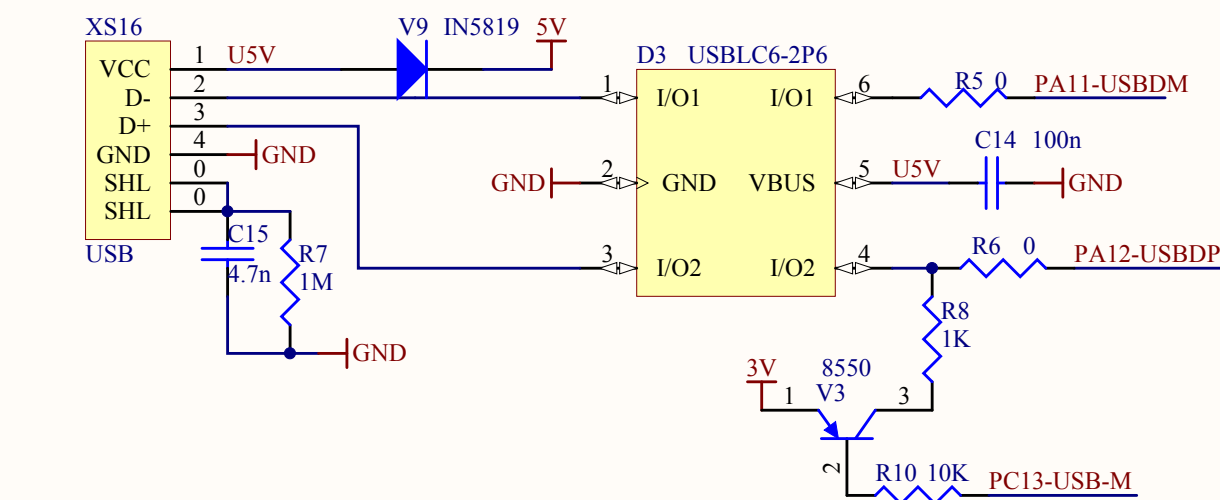 XS16
V9 IN5819 5V
D3 USBLC6-2P6
VCC 1 U5V
D- 2
D+ 3
GND 4 GND
SHL 0
SHL 0
USB
C15
4.7n
R7
1M
GND
1 I/O1 I/O1 6 R5 0 PA11-USBDM
C14 100n
GND 2 GND VBUS 5 U5V GND
3 I/O2 I/O2 4 R6 0 PA12-USBDP
R8
1K
3V 8550
1 V3 3
2
R10 10K PC13-USB-M